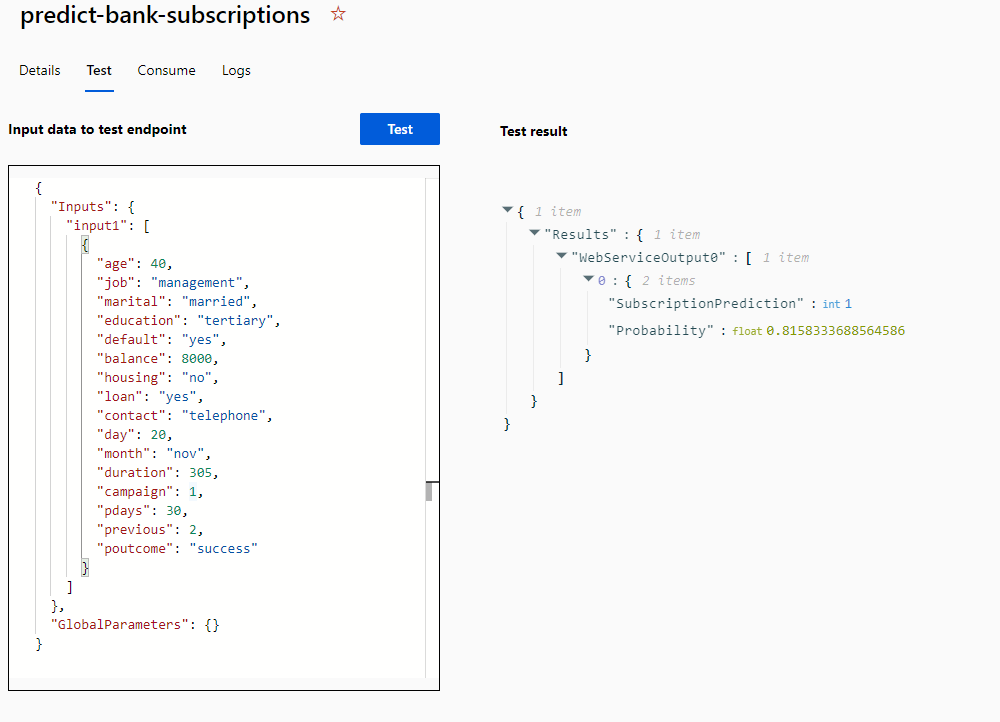 predict-bank-subscriptions ☆
Details Test Consume Logs
Input data to test endpoint
Test
{
"Inputs": {
"input1": [
{
"age": 40,
"job": "management",
"marital": "married",
"education": "tertiary",
"default": "yes",
"balance": 8000,
"housing": "no",
"loan": "yes",
"contact": "telephone",
"day": 20,
"month": "nov",
"duration": 305,
"campaign": 1,
"pdays": 30,
"previous": 2,
"poutcome": "success"
}
]
},
"GlobalParameters": {}
}
Test result
{ 1 item
"Results" : { 1 item
"WebServiceOutput0" : [ 1 item
0 : { 2 items
"SubscriptionPrediction" : int 1
"Probability" : float 0.8158333688564586
}
]
}
}